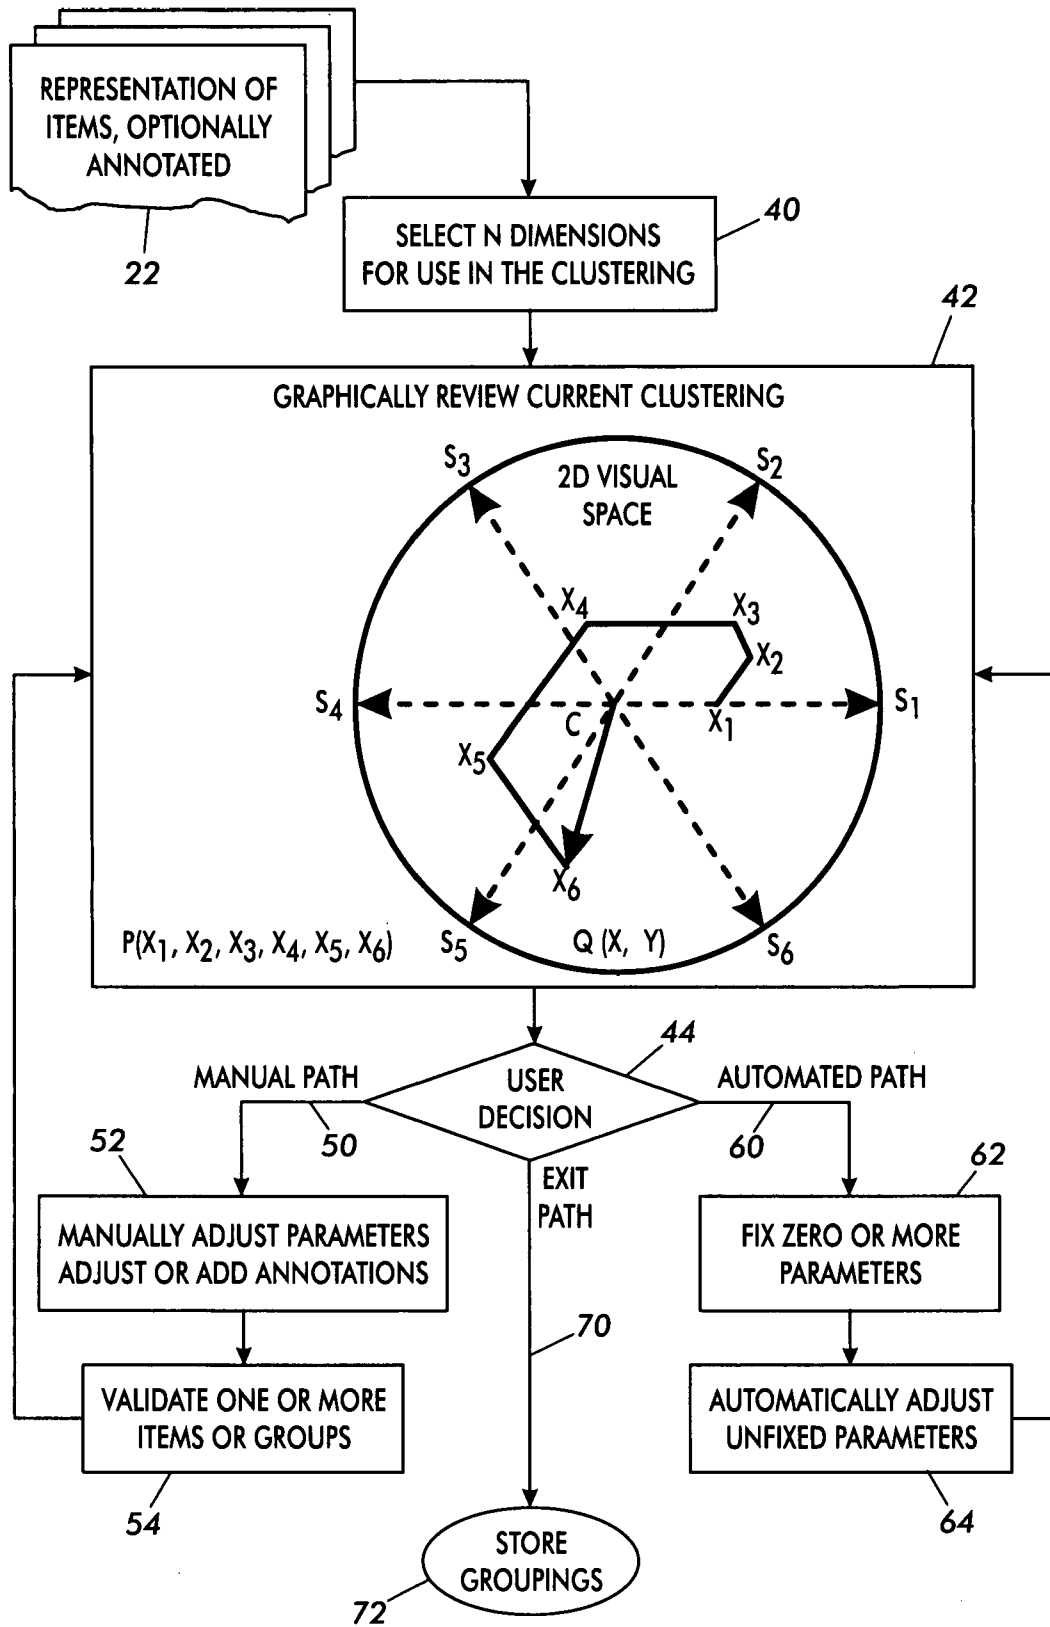 REPRESENTATION OF
ITEMS, OPTIONALLY
ANNOTATED
22
SELECT N DIMENSIONS
FOR USE IN THE CLUSTERING
40
42
GRAPHICALLY REVIEW CURRENT CLUSTERING
S3
S2
2D VISUAL
SPACE
X4
X3
X2
S4
S1
C
X1
X5
X6
P(X1, X2, X3, X4, X5, X6)
S5
Q (X, Y)
S6
44
MANUAL PATH
USER
DECISION
AUTOMATED PATH
50
60
52
EXIT
PATH
62
MANUALLY ADJUST PARAMETERS
ADJUST OR ADD ANNOTATIONS
FIX ZERO OR MORE
PARAMETERS
70
VALIDATE ONE OR MORE
ITEMS OR GROUPS
AUTOMATICALLY ADJUST
UNFIXED PARAMETERS
54
64
STORE
GROUPINGS
72